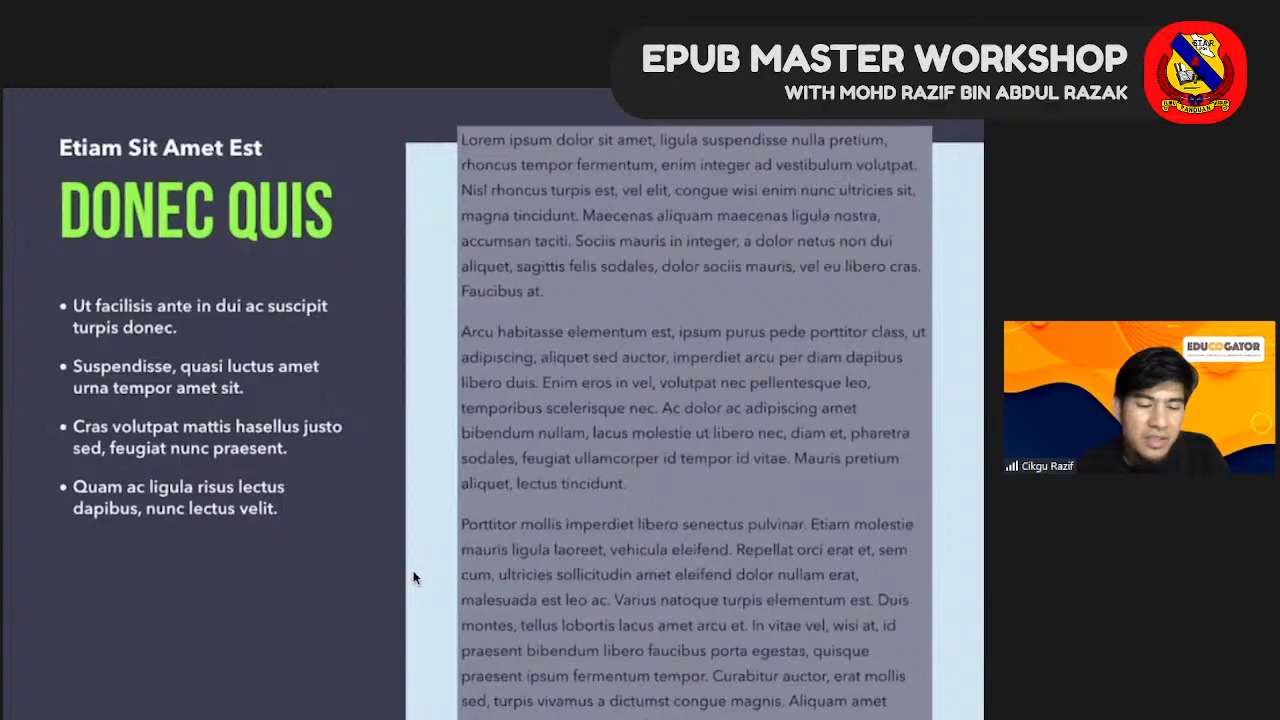 EPUB MASTER WORKSHOP
WITH MOHD RAZIF BIN ABDUL RAZAK
STAR
ILMU PANDUAN HIDUP
Etiam Sit Amet Est
DONEC QUIS
• Ut facilisis ante in dui ac suscipit
turpis donec.
• Suspendisse, quasi luctus amet
urna tempor amet sit.
• Cras volutpat mattis hasellus justo
sed, feugiat nunc praesent.
• Quam ac ligula risus lectus
dapibus, nunc lectus velit.
Lorem ipsum dolor sit amet, ligula suspendisse nulla pretium,
rhoncus tempor fermentum, enim integer ad vestibulum volutpat.
Nisl rhoncus turpis est, vel elit, congue wisi enim nunc ultricies sit,
magna tincidunt. Maecenas aliquam maecenas ligula nostra,
accumsan taciti. Sociis mauris in integer, a dolor netus non dui
aliquet, sagittis felis sodales, dolor sociis mauris, vel eu libero cras.
Faucibus at.
Arcu habitasse elementum est, ipsum purus pede porttitor class, ut
adipiscing, aliquet sed auctor, imperdiet arcu per diam dapibus
libero duis. Enim eros in vel, volutpat nec pellentesque leo,
temporibus scelerisque nec. Ac dolor ac adipiscing amet
bibendum nullam, lacus molestie ut libero nec, diam et, pharetra
sodales, feugiat ullamcorper id tempor id vitae. Mauris pretium
aliquet, lectus tincidunt.
Porttitor mollis imperdiet libero senectus pulvinar. Etiam molestie
mauris ligula laoreet, vehicula eleifend. Repellat orci erat et, sem
cum, ultricies sollicitudin amet eleifend dolor nullam erat,
malesuada est leo ac. Varius natoque turpis elementum est. Duis
montes, tellus lobortis lacus amet arcu et. In vitae vel, wisi at, id
praesent bibendum libero faucibus porta egestas, quisque
praesent ipsum fermentum tempor. Curabitur auctor, erat mollis
sed, turpis vivamus a dictumst congue magnis. Aliquam amet
EDUCOGATOR
Cikgu Razif